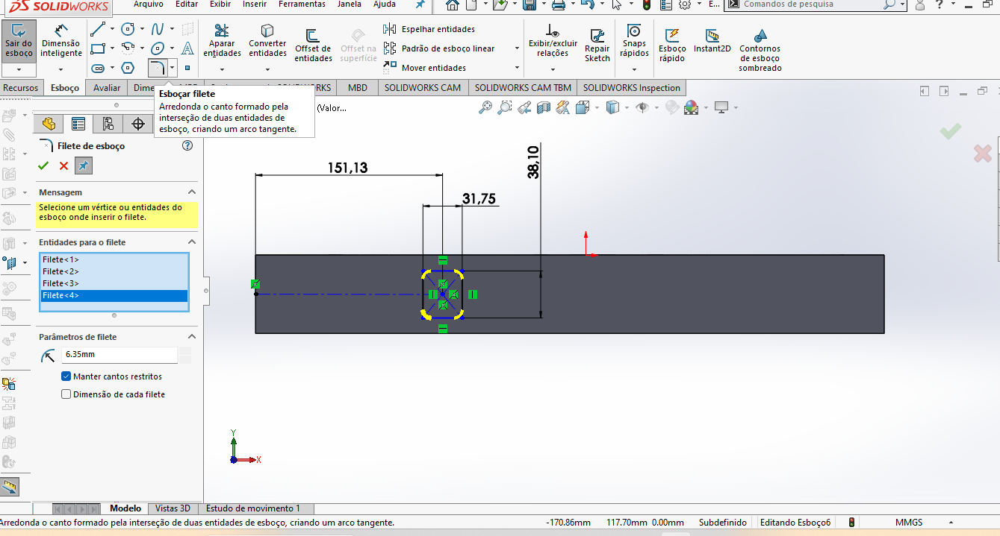 SOLIDWORKS
Arquivo Editar Exibir Inserir Ferramentas Janela Ajuda
E...
Comandos de pesquisa
Sair do esboço
Dimensão inteligente
Aparar entidades
Converter entidades
Offset de entidades
Offset na superfície
Espelhar entidades
Padrão de esboço linear
Mover entidades
Exibir/excluir relações
Repair Sketch
Snaps rápidos
Esboço rápido
Instant2D
Contornos de esboço sombreado
Recursos Esboço Avaliar MBD SOLIDWORKS CAM SOLIDWORKS CAM TBM SOLIDWORKS Inspection
Esboçar filete
Arredonda o canto formado pela
interseção de duas entidades de
esboço, criando um arco tangente.
(Valor...
Filete de esboço
Mensagem
Selecione um vértice ou entidades do
esboço onde inserir o filete.
Entidades para o filete
Filete<1>
Filete<2>
Filete<3>
Filete<4>
Parâmetros de filete
6.35mm
Manter cantos restritos
Dimensão de cada filete
151,13
38,10
31,75
Y
X
Modelo Vistas 3D Estudo de movimento 1
Arredonda o canto formado pela interseção de duas entidades de esboço, criando um arco tangente.
-170.86mm 117.70mm 0.00mm Subdefinido Editando Esboço6 MMGS